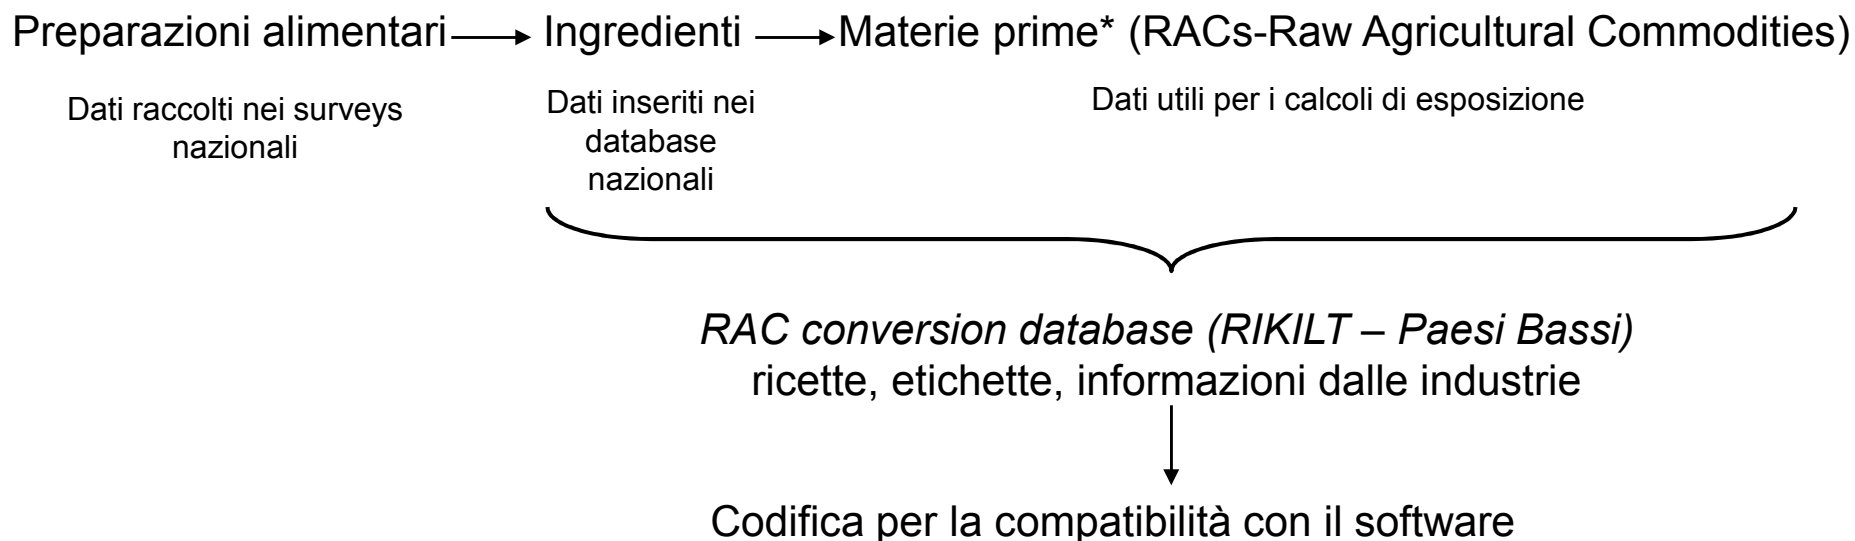 Preparazioni alimentari Ingredienti Materie prime* (RACs-Raw Agricultural Commodities)
Dati raccolti nei surveys
nazionali
Dati inseriti nei
database
nazionali
Dati utili per i calcoli di esposizione
RAC conversion database (RIKILT – Paesi Bassi)
ricette, etichette, informazioni dalle industrie
Codifica per la compatibilità con il software